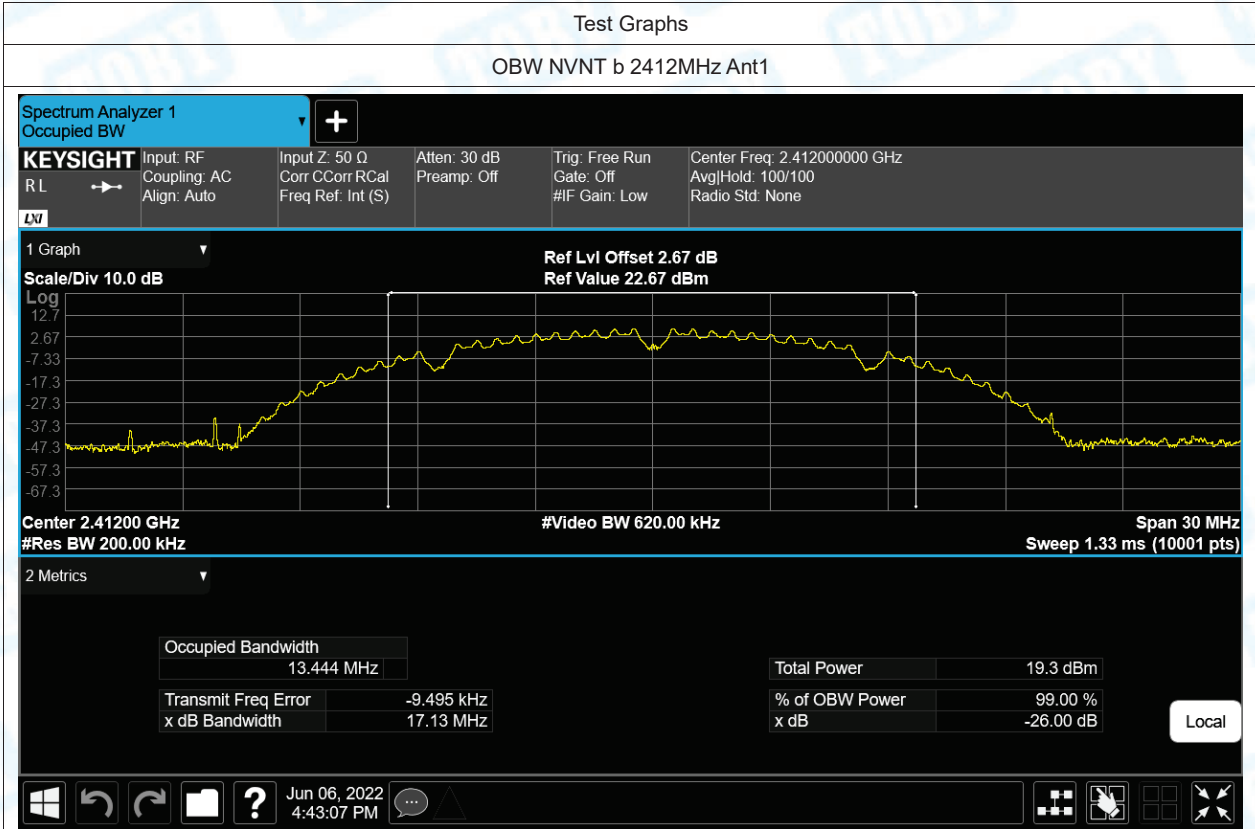 Test Graphs
OBW NVNT b 2412MHz Ant1
Spectrum Analyzer 1
Occupied BW
KEYSIGHT
R L
LXI
Input: RF
Coupling: AC
Align: Auto
Input Z: 50 Ω
Corr CCorr RCal
Freq Ref: Int (S)
Atten: 30 dB
Preamp: Off
Trig: Free Run
Gate: Off
#IF Gain: Low
Center Freq: 2.412000000 GHz
Avg|Hold: 100/100
Radio Std: None
1 Graph
Scale/Div 10.0 dB
Ref Lvl Offset 2.67 dB
Ref Value 22.67 dBm
Log
12.7
2.67
-7.33
-17.3
-27.3
-37.3
-47.3
-57.3
-67.3
Center 2.41200 GHz
#Video BW 620.00 kHz
Span 30 MHz
#Res BW 200.00 kHz
Sweep 1.33 ms (10001 pts)
2 Metrics
Occupied Bandwidth
13.444 MHz
Transmit Freq Error -9.495 kHz
x dB Bandwidth 17.13 MHz
Total Power 19.3 dBm
% of OBW Power 99.00 %
x dB -26.00 dB
Local
?
Jun 06, 2022
4:43:07 PM
TOBY